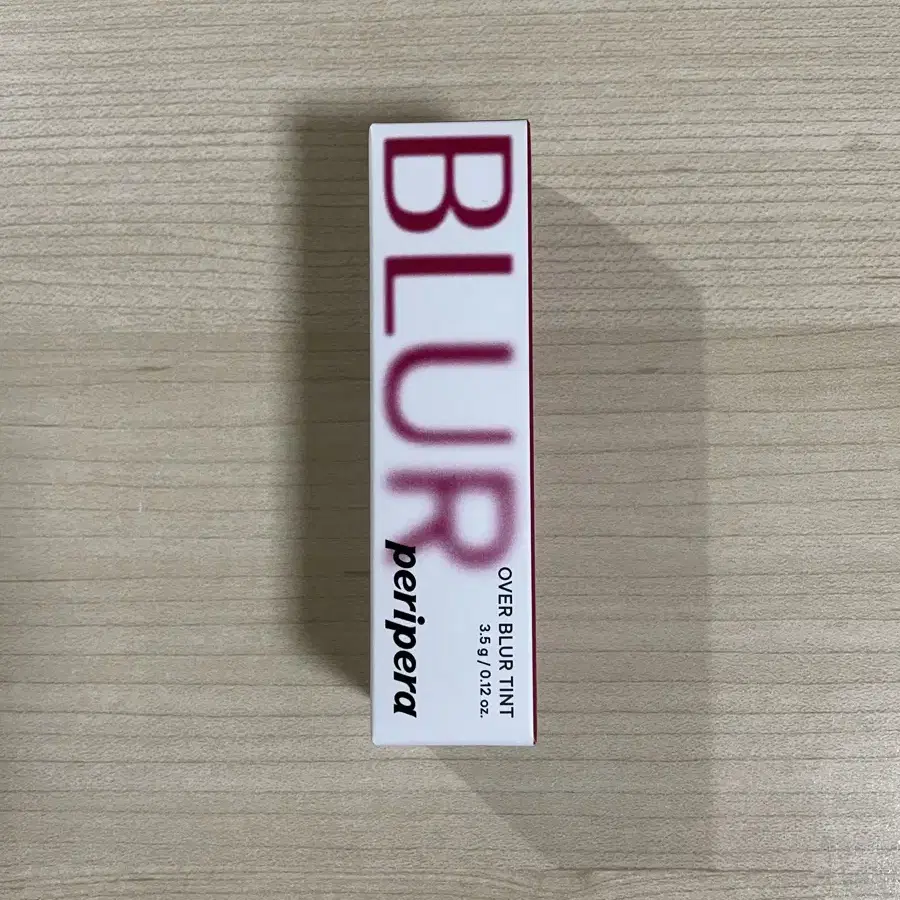 BLUR
OVER BLUR TINT
3.5 g / 0.12 oz.
peripera